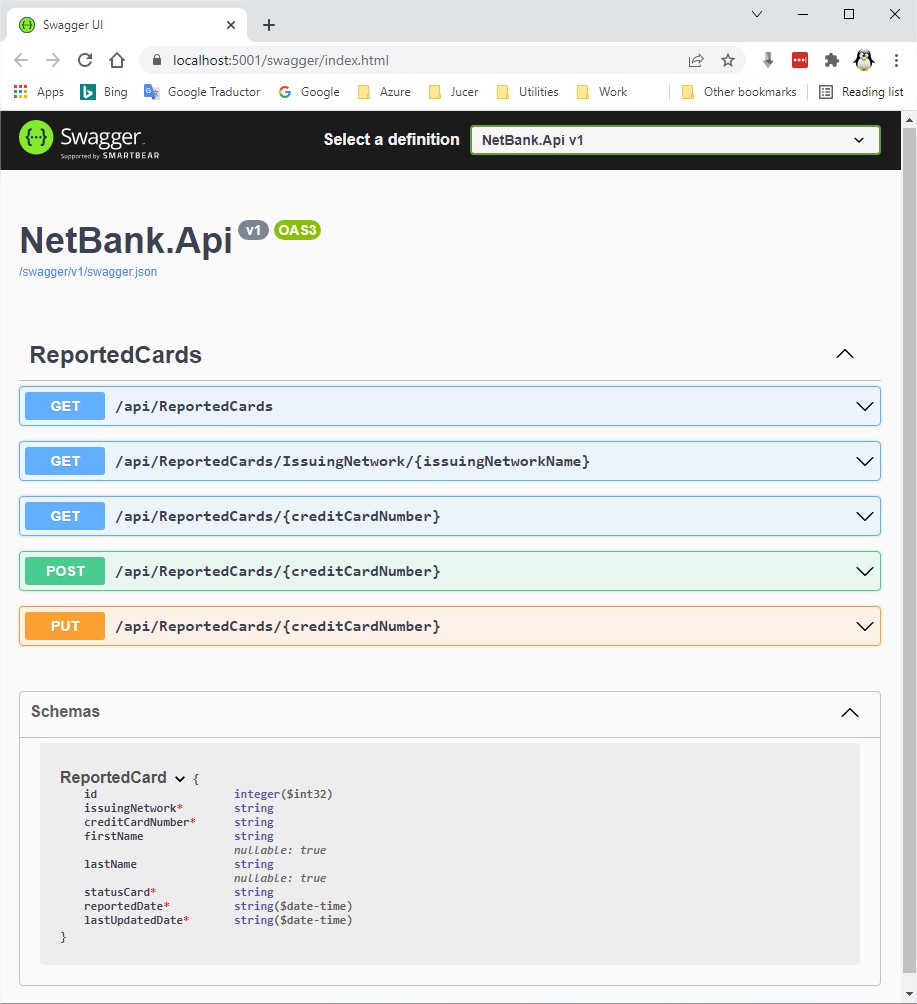 Swagger UI
localhost:5001/swagger/index.html
Apps Bing Google Traductor Google Azure Jucer Utilities Work Other bookmarks Reading list
{···} Swagger
Supported by SMARTBEAR
Select a definition NetBank.Api v1
NetBank.Api v1 OAS3
/swagger/v1/swagger.json
ReportedCards
GET /api/ReportedCards
GET /api/ReportedCards/IssuingNetwork/{issuingNetworkName}
GET /api/ReportedCards/{creditCardNumber}
POST /api/ReportedCards/{creditCardNumber}
PUT /api/ReportedCards/{creditCardNumber}
Schemas
ReportedCard {
id integer($int32)
issuingNetwork* string
creditCardNumber* string
firstName string
nullable: true
lastName string
nullable: true
statusCard* string
reportedDate* string($date-time)
lastUpdatedDate* string($date-time)
}